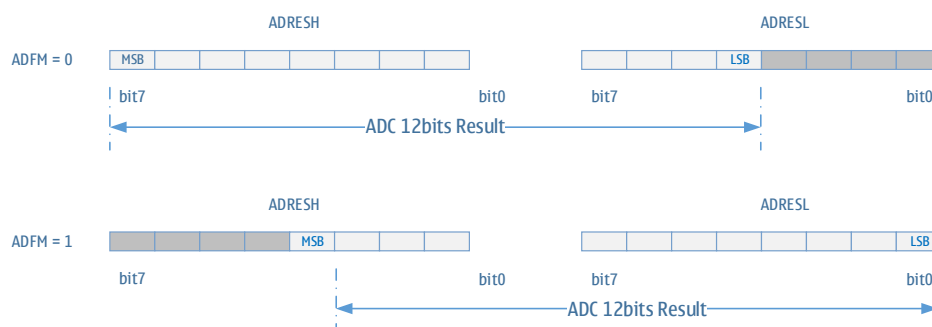 ADRESH ADRESL
ADFM = 0 MSB LSB
bit7 bit0 bit7 bit0
ADC 12bits Result
ADRESH ADRESL
ADFM = 1 MSB LSB
bit7 bit0 bit7 bit0
ADC 12bits Result